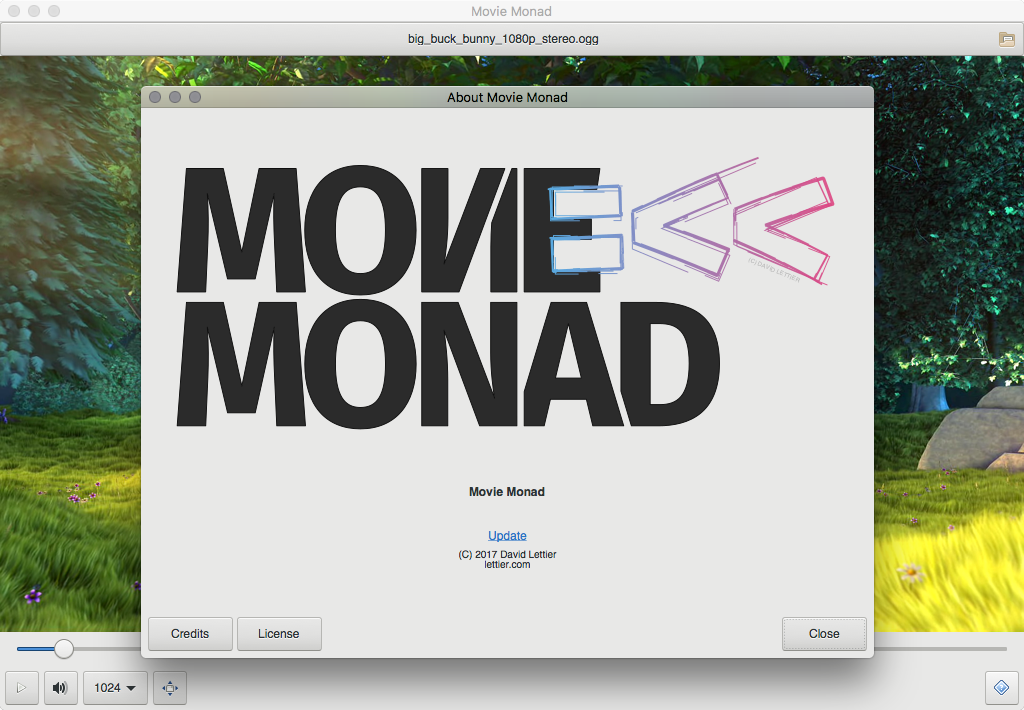 Movie Monad
big_buck_bunny_1080p_stereo.ogg
About Movie Monad
MOVIE
(C) DAVID LETTIER
MONAD
Movie Monad
Update
(C) 2017 David Lettier
lettier.com
Credits
License
Close
1024